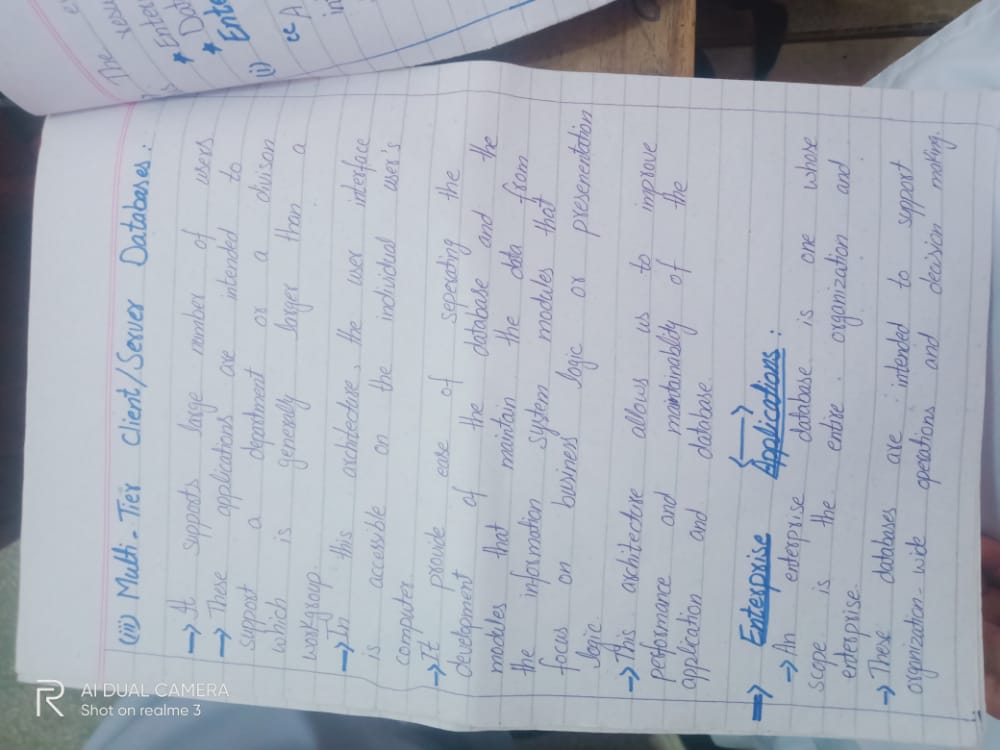 The
Enter
Dat
Ente
(i)
"A
in
(iii) Multi-Tier Client/Server Databases:
→ It supports large number of users
→ These applications are intended to
support a department or a divison
which is generally larger than a
workgroup.
→ In this architecture, the user interface
is accessible on the individual user's
computer.
→ It provide ease of seperating the
development of the database and the
modules that maintain the data from
the information system modules that
focus on business logic or presenentation
logic
→ This architecture allows us to improve
performance and maintainability of the
application and database.
⇒ Enterprise Applications:
→ An enterprise database is one whose
scope is the entire organization and
enterprise.
→ These databases are intended to support
organization-wide operations and decision making.
AI DUAL CAMERA
Shot on realme 3